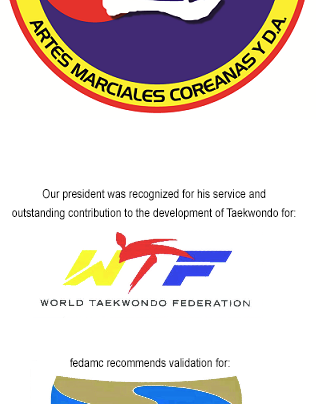 ARTES MARCIALES COREANAS Y D.A.
Our president was recognized for his service and
outstanding contribution to the development of Taekwondo for:
WTF
WORLD TAEKWONDO FEDERATION
fedamc recommends validation for: